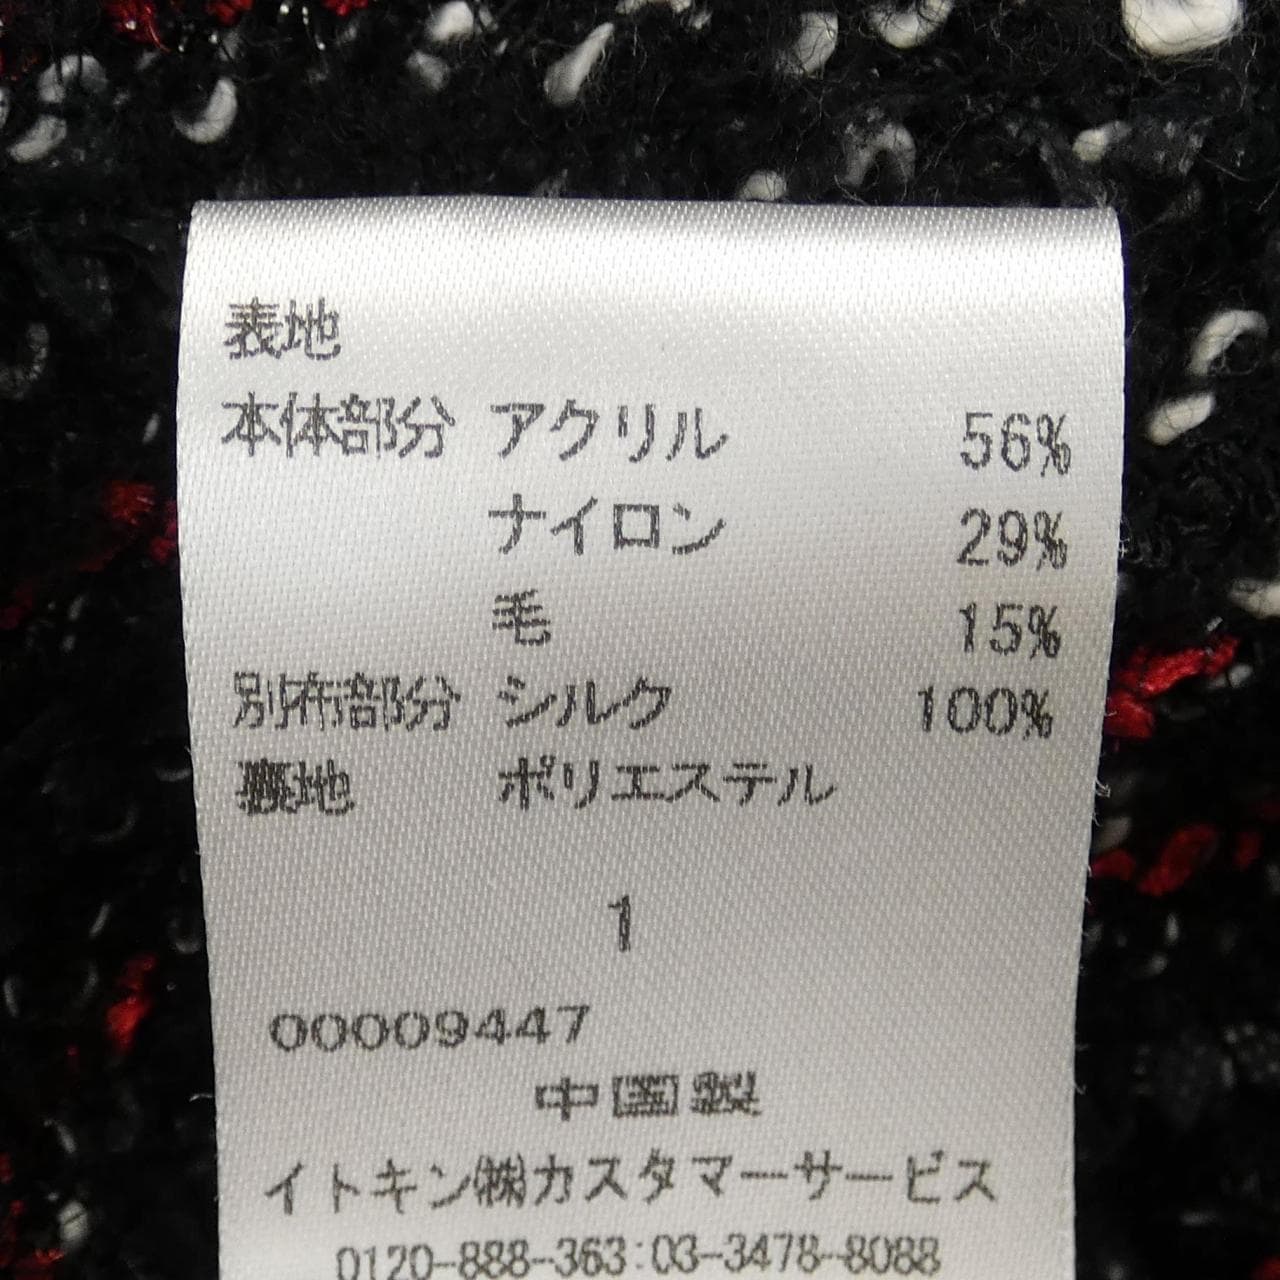 表地
本体部分 アクリル 56%
ナイロン 29%
毛 15%
別布部分 シルク 100%
裏地 ポリエステル
1
00009447
中国製
イトキン㈱カスタマーサービス
0120-888-363:03-3478-8088